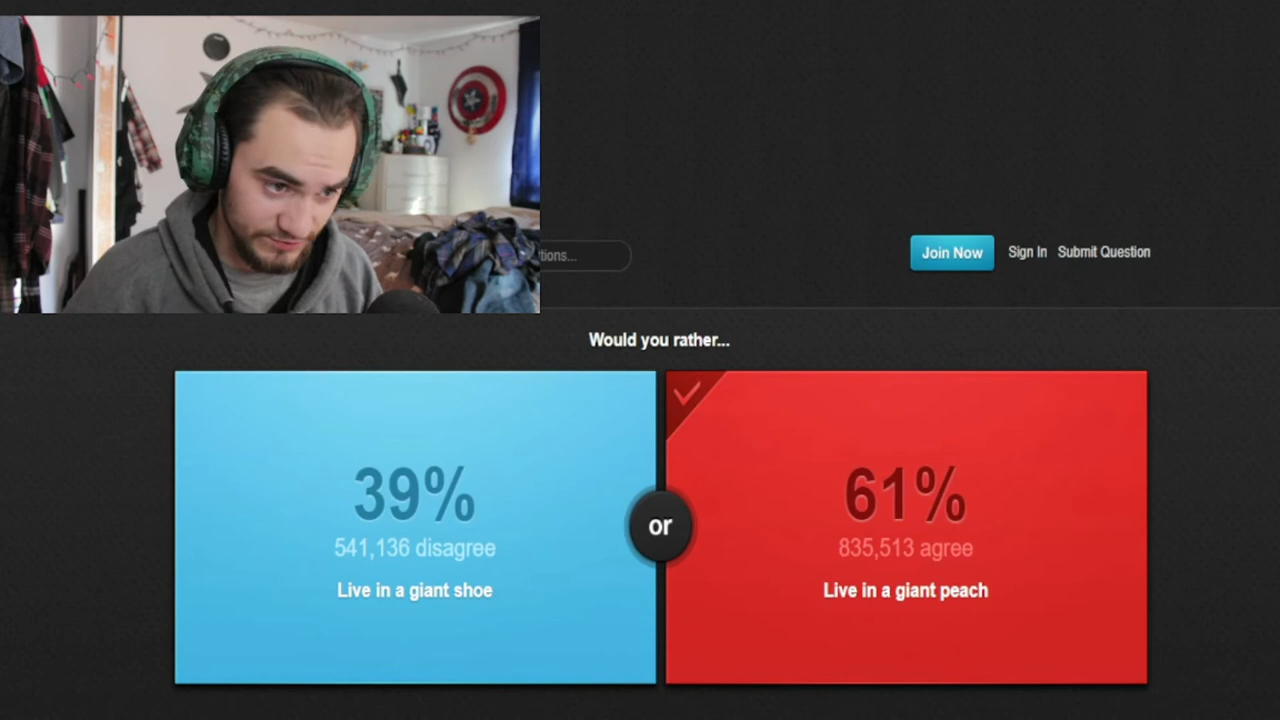 tions...
Join Now
Sign In
Submit Question
Would you rather...
39%
541,136 disagree
Live in a giant shoe
or
61%
835,513 agree
Live in a giant peach